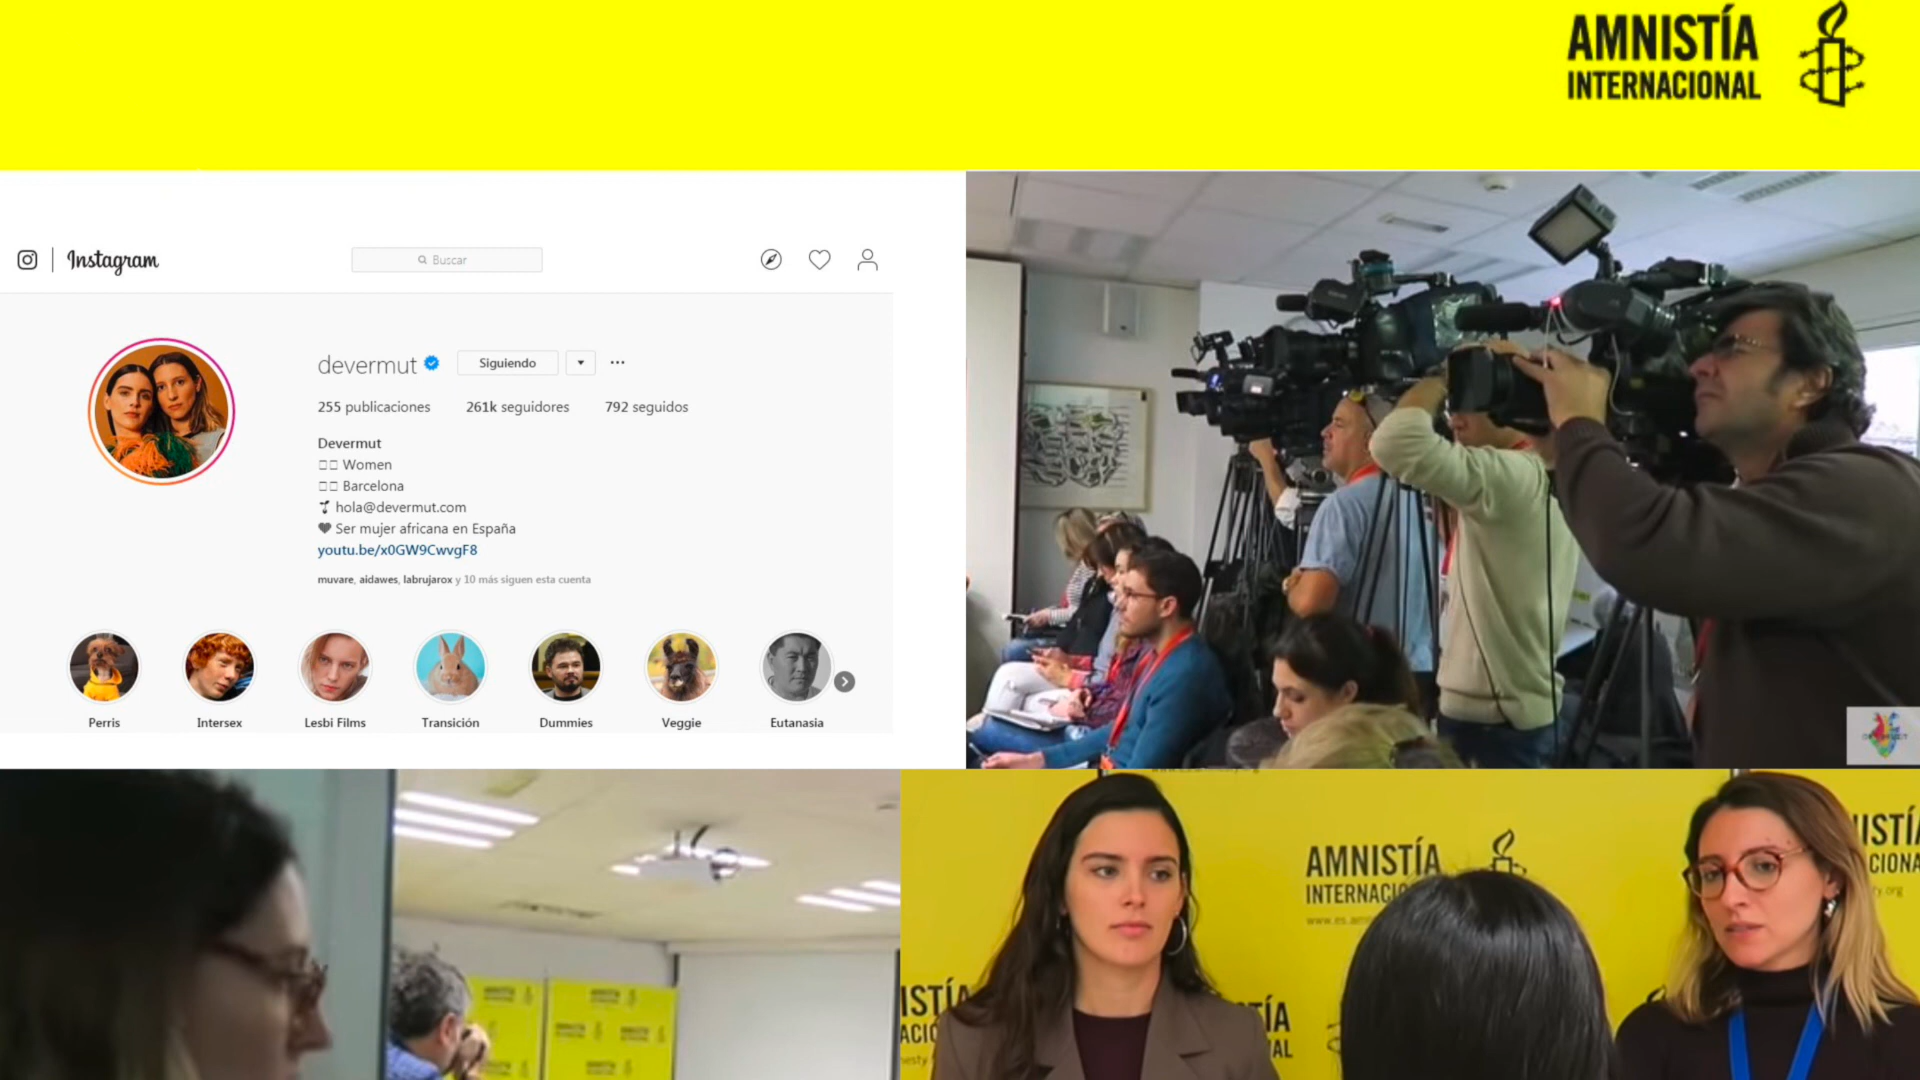 AMNISTÍA
INTERNACIONAL
Instagram
Buscar
devermut
Siguiendo
255 publicaciones 261k seguidores 792 seguidos
Devermut
Women
Barcelona
hola@devermut.com
Ser mujer africana en España
youtu.be/x0GW9CwvgF8
muvare, aidawes, labrujarox y 10 más siguen esta cuenta
Perris Intersex Lesbi Films Transición Dummies Veggie Eutanasia
AMNISTÍA